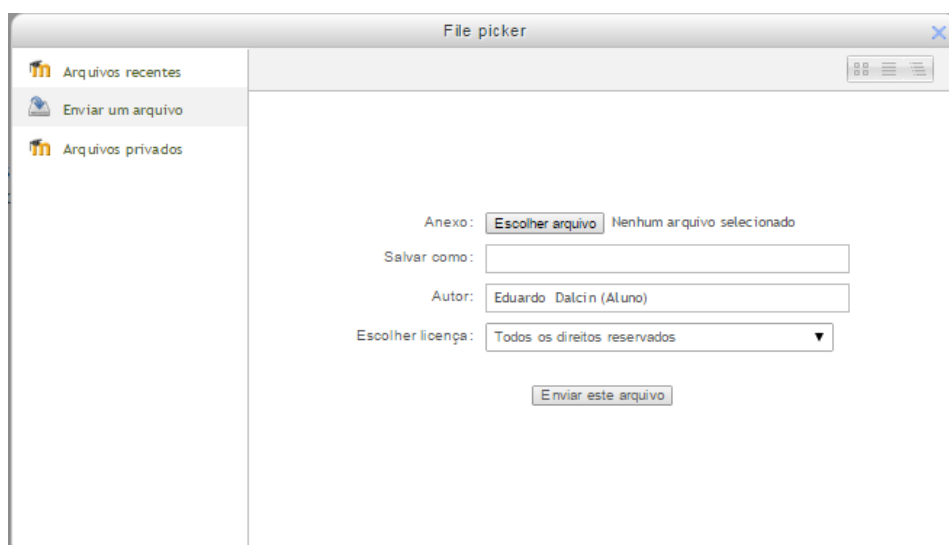 File picker
Arquivos recentes
Enviar um arquivo
Arquivos privados
Anexo: Escolher arquivo Nenhum arquivo selecionado
Salvar como:
Autor: Eduardo Dalcin (Aluno)
Escolher licença: Todos os direitos reservados
Enviar este arquivo